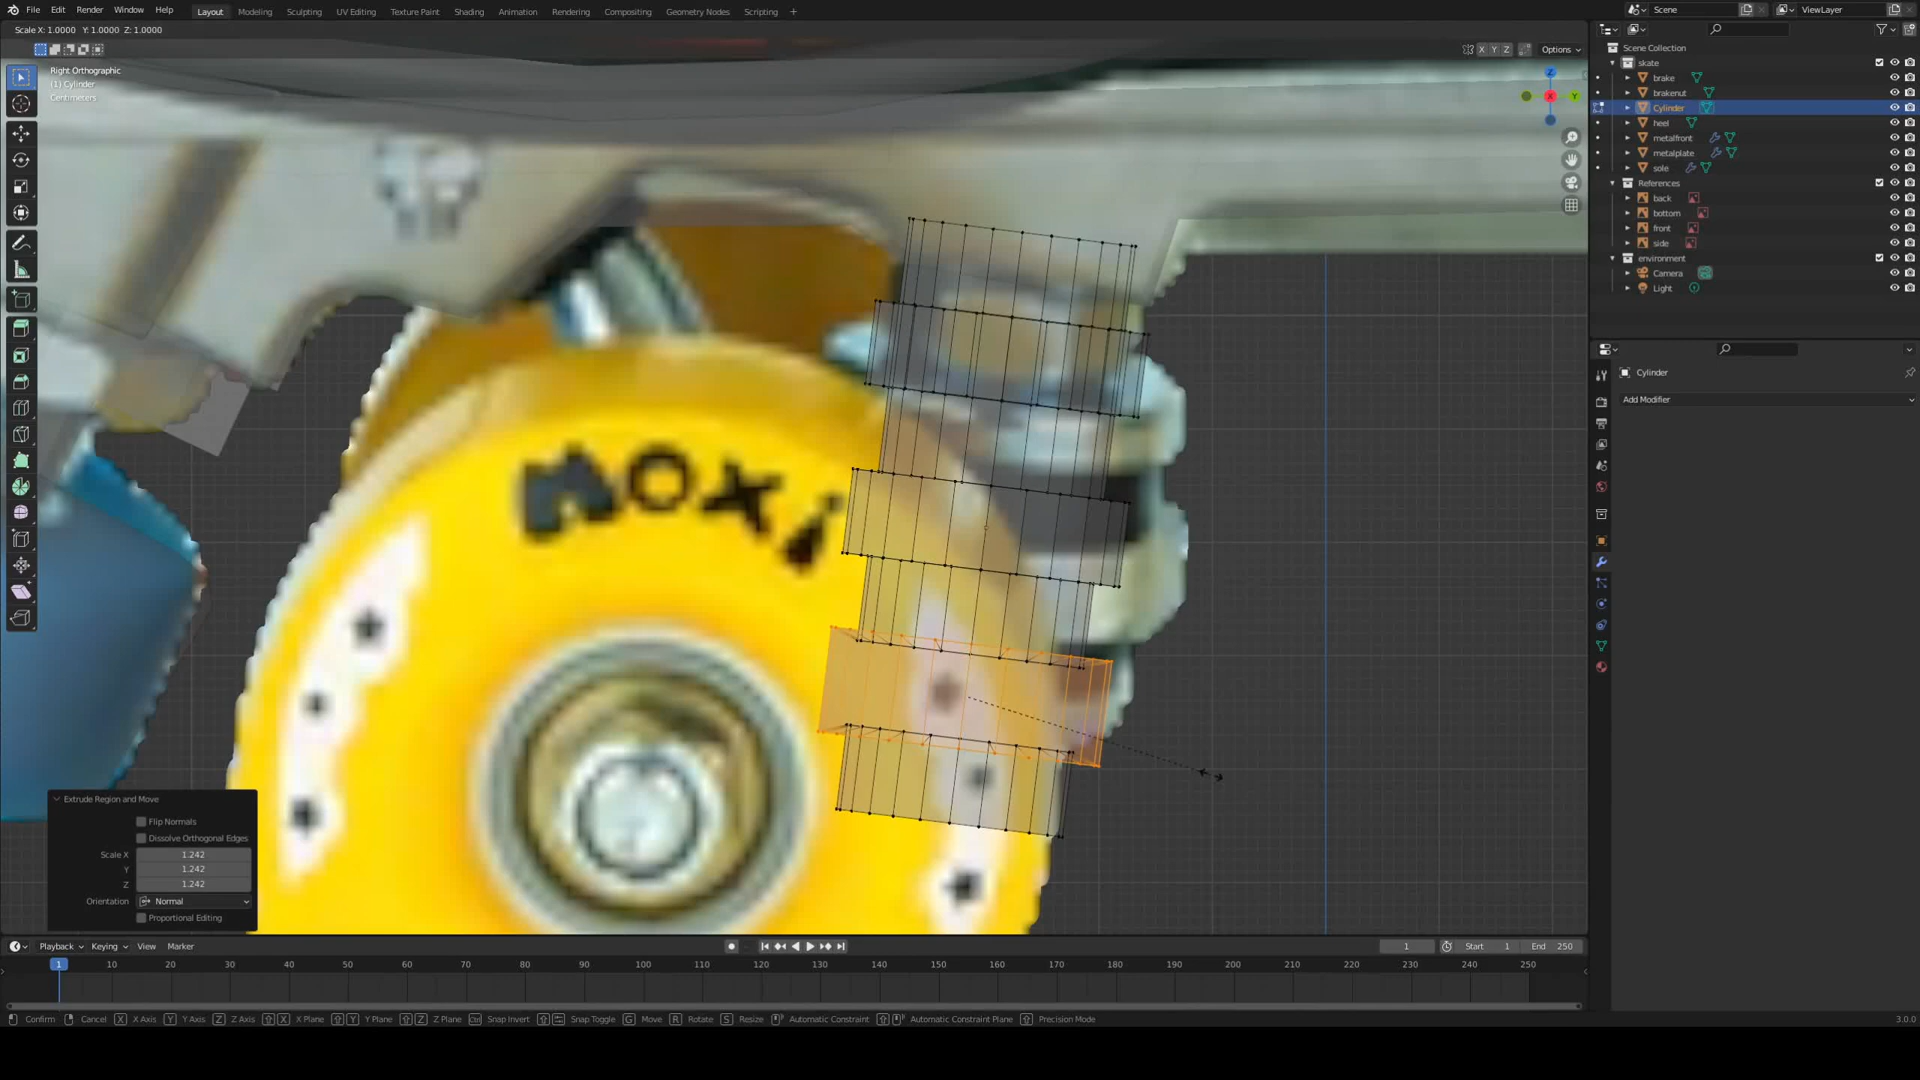 File Edit Render Window Help Layout Modeling Sculpting UV Editing Texture Paint Shading Animation Rendering Compositing Geometry Nodes Scripting + Scene ViewLayer
Scale X: 1.0000 Y: 1.0000 Z: 1.0000
X Y Z Options
Right Orthographic
(1) Cylinder
Centimeters
Z
X
Y
MOXI
Extrude Region and Move
Flip Normals
Dissolve Orthogonal Edges
Scale X 1.242
Y 1.242
Z 1.242
Orientation Normal
Proportional Editing
Scene Collection
skate
brake
brakenut
Cylinder
heel
metalfront
metalplate
sole
References
back
bottom
front
side
environment
Camera
Light
Cylinder
Add Modifier
Playback Keying View Marker 1 Start 1 End 250
1 10 20 30 40 50 60 70 80 90 100 110 120 130 140 150 160 170 180 190 200 210 220 230 240 250
Confirm Cancel X X Axis Y Y Axis Z Z Axis X X Plane Y Y Plane Z Z Plane Snap Invert Snap Toggle G Move R Rotate S Resize Automatic Constraint Automatic Constraint Plane Precision Mode 3.0.0